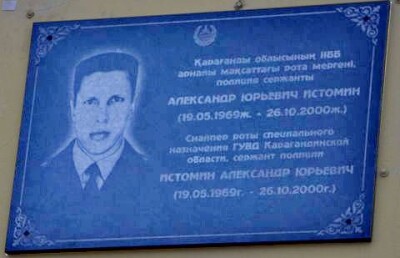 Қарағанды облысының ІІББ
арнайы мақсаттағы рота мергені,
полиция сержанты
АЛЕКСАНДР ЮРЬЕВИЧ ИСТОМИН
(19.05.1969ж. - 26.10.2000ж.)
Снайпер роты специального
назначения ГУВД Карагандинской
области, сержант полиции
ИСТОМИН АЛЕКСАНДР ЮРЬЕВИЧ
(19.05.1969г. - 26.10.2000г.)